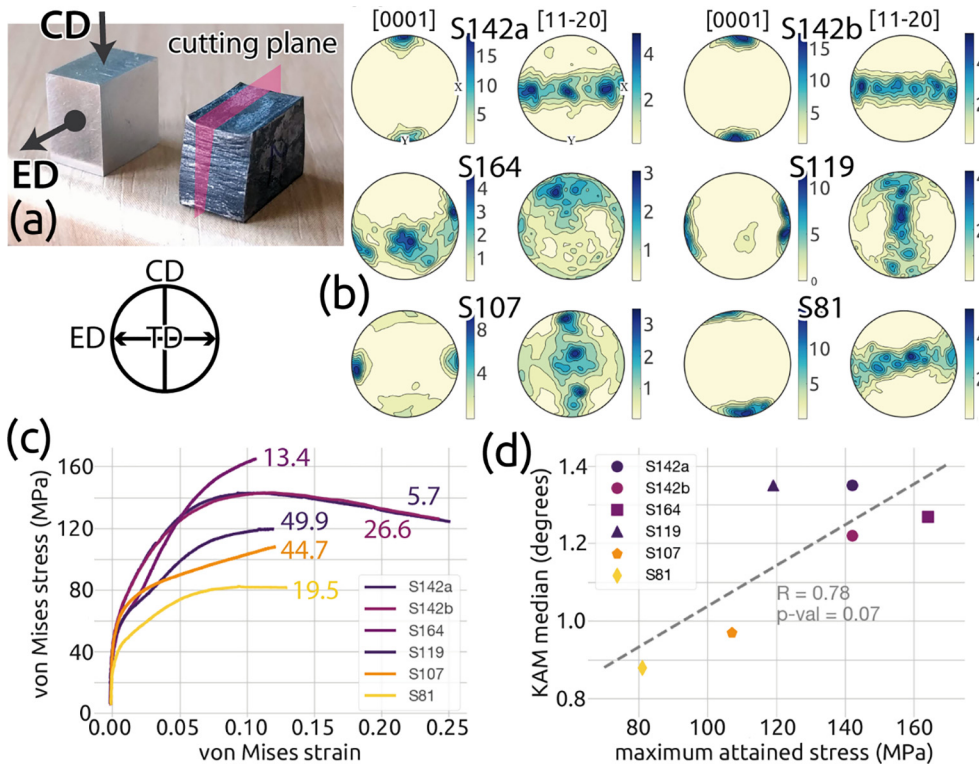 CD
cutting plane
ED
(a)
CD
ED
TD
(b)
[0001]
[11-20]
[0001]
[11-20]
S142a
S142b
15
10
5
4
2
15
10
5
4
2
X
Y
X
Y
S164
S119
4
3
2
1
3
2
1
10
5
0
4
2
S107
S81
8
4
3
2
1
10
5
4
2
(c)
von Mises stress (MPa)
160
120
80
40
0
0.00
0.05
0.10
0.15
0.20
0.25
von Mises strain
13.4
5.7
49.9
26.6
44.7
19.5
S142a
S142b
S164
S119
S107
S81
(d)
KAM median (degrees)
1.4
1.2
1.0
0.8
80
100
120
140
160
maximum attained stress (MPa)
S142a
S142b
S164
S119
S107
S81
R = 0.78
p-val = 0.07